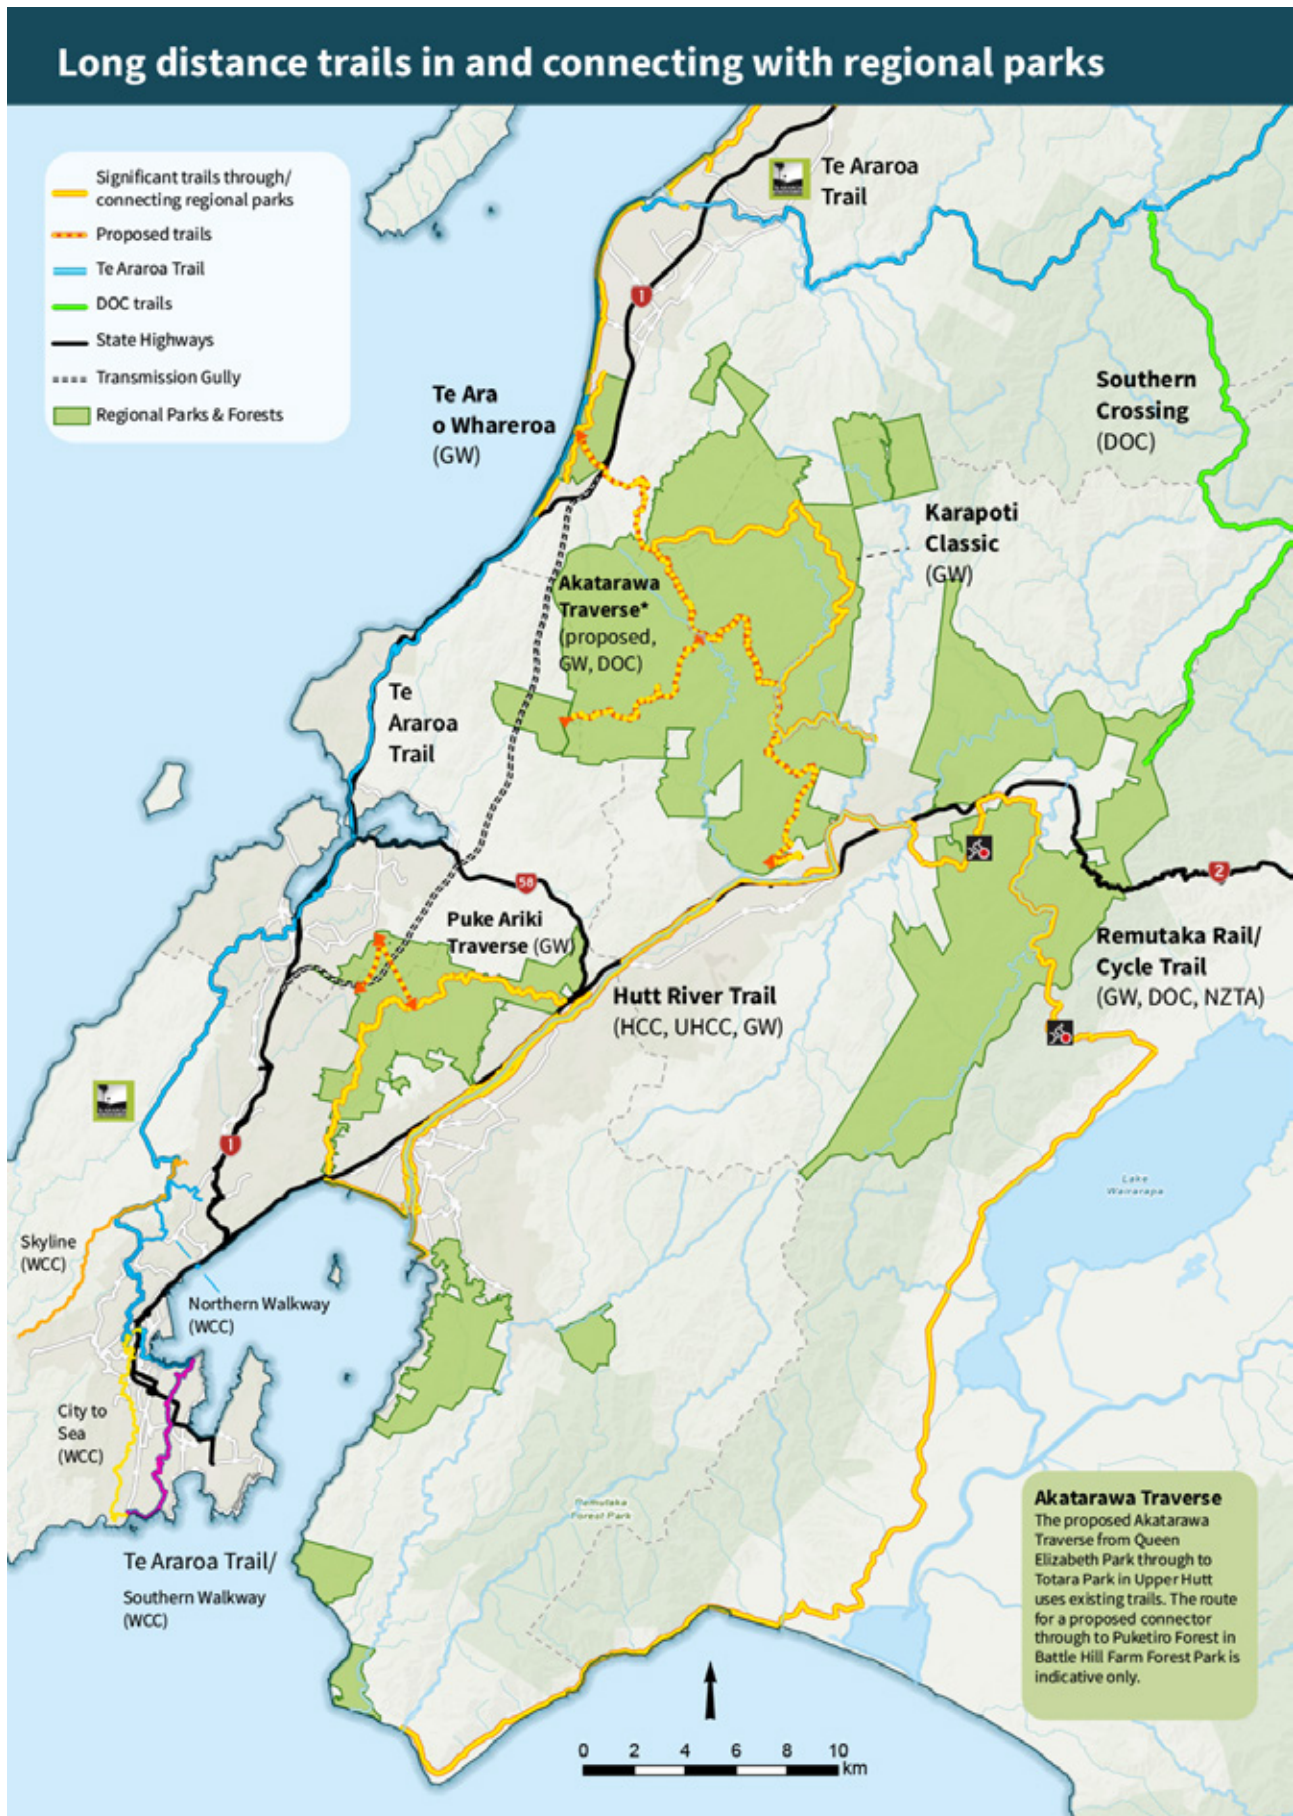 Long distance trails in and connecting with regional parks
Significant trails through/
connecting regional parks
Proposed trails
Te Araroa Trail
DOC trails
State Highways
Transmission Gully
Regional Parks & Forests
Te Araroa
Trail
1
Te Ara
o Whareroa
(GW)
Southern
Crossing
(DOC)
Karapoti
Classic
(GW)
Akatarawa
Traverse*
(proposed,
GW, DOC)
Te
Araroa
Trail
58
2
Puke Ariki
Traverse (GW)
Remutaka Rail/
Cycle Trail
(GW, DOC, NZTA)
Hutt River Trail
(HCC, UHCC, GW)
1
Lake
Wairarapa
Skyline
(WCC)
Northern Walkway
(WCC)
City to
Sea
(WCC)
Remutaka
Forest Park
Te Araroa Trail/
Southern Walkway
(WCC)
Akatarawa Traverse
The proposed Akatarawa
Traverse from Queen
Elizabeth Park through to
Totara Park in Upper Hutt
uses existing trails. The route
for a proposed connector
through to Puketiro Forest in
Battle Hill Farm Forest Park is
indicative only.
0 2 4 6 8 10
km